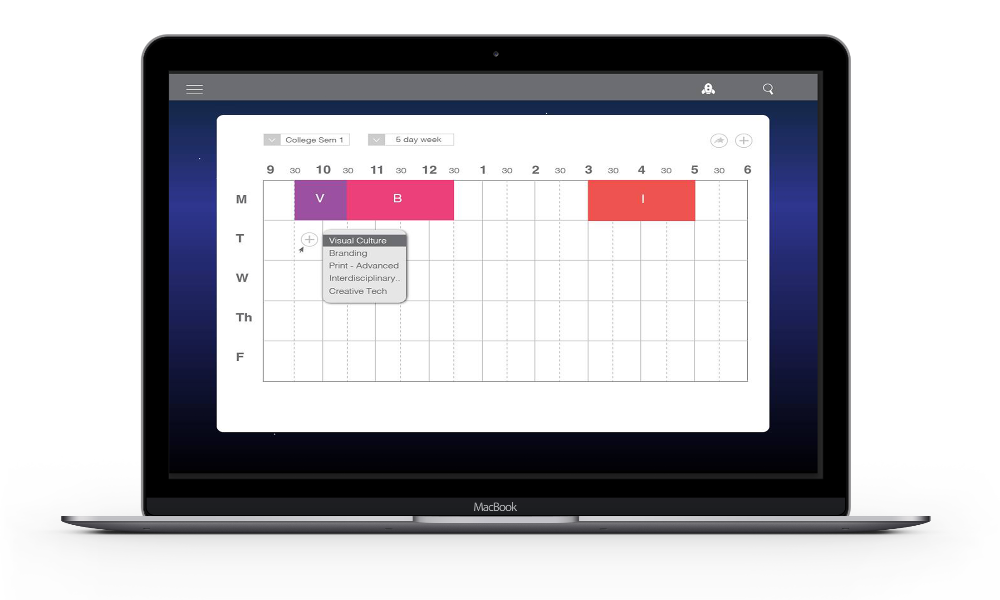 College Sem 1
5 day week
9 30 10 30 11 30 12 30 1 30 2 30 3 30 4 30 5 30 6
M
V
B
I
T
Visual Culture
Branding
Print - Advanced
Interdisciplinary..
Creative Tech
W
Th
F
MacBook